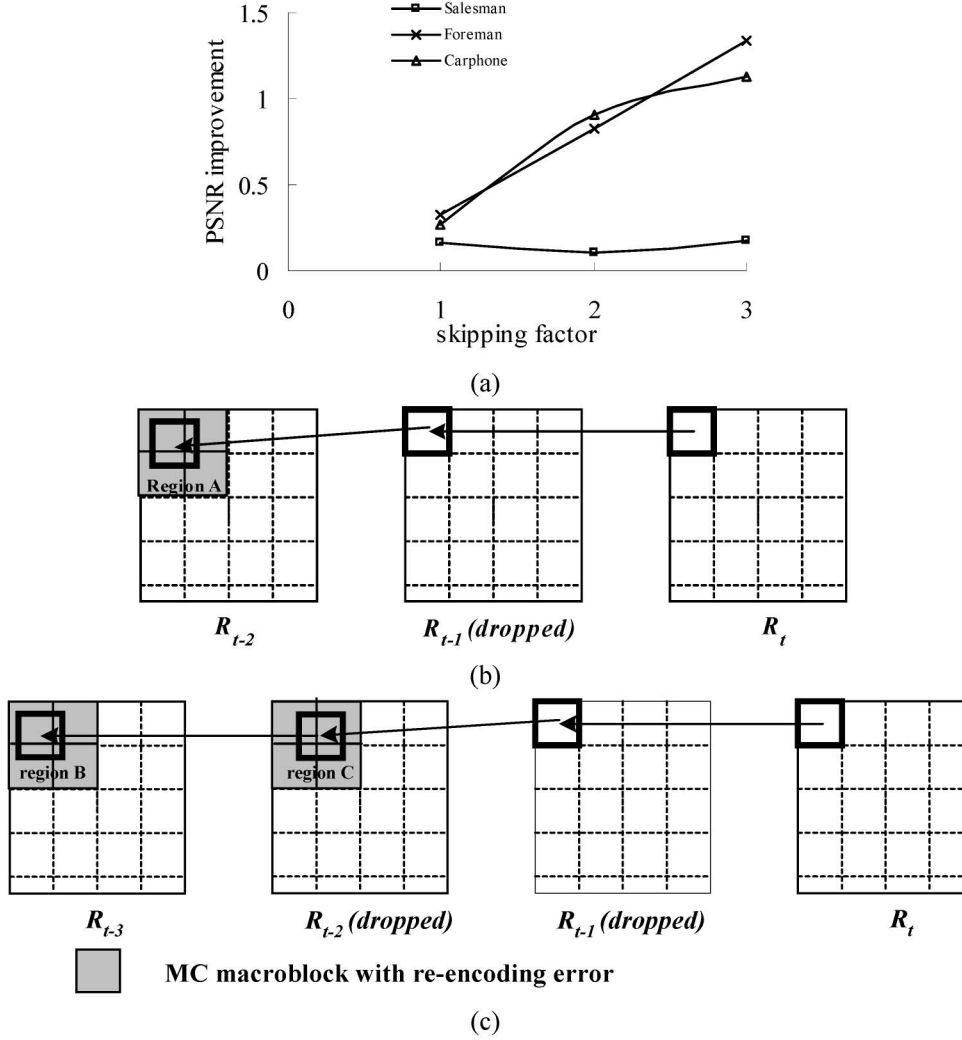 1.5
1
0.5
0
PSNR improvement
Salesman
Foreman
Carphone
0 1 2 3
skipping factor
(a)
Region A
R_{t-2} R_{t-1} (dropped) R_t
(b)
region B region C
R_{t-3} R_{t-2} (dropped) R_{t-1} (dropped) R_t
MC macroblock with re-encoding error
(c)